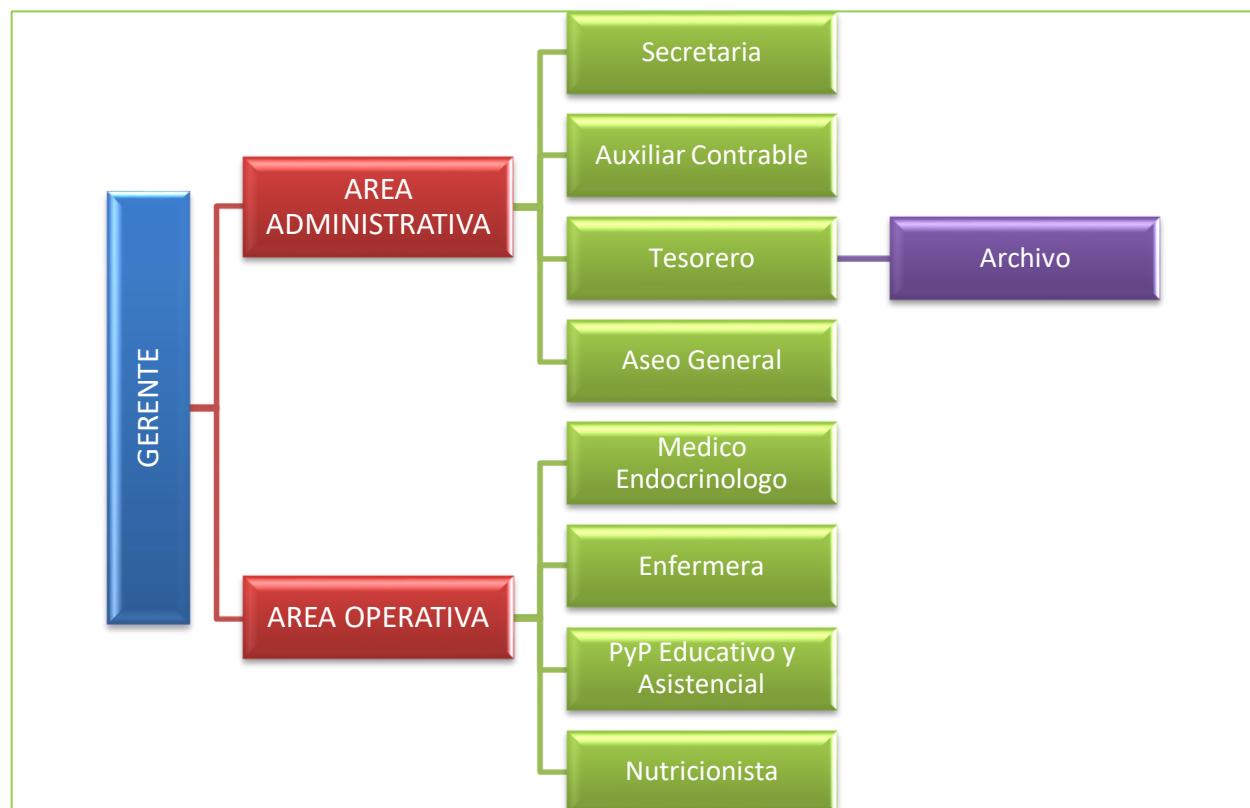 GERENTE
AREA
ADMINISTRATIVA
Secretaria
Auxiliar Contrable
Tesorero
Archivo
Aseo General
AREA OPERATIVA
Medico
Endocrinologo
Enfermera
PyP Educativo y
Asistencial
Nutricionista